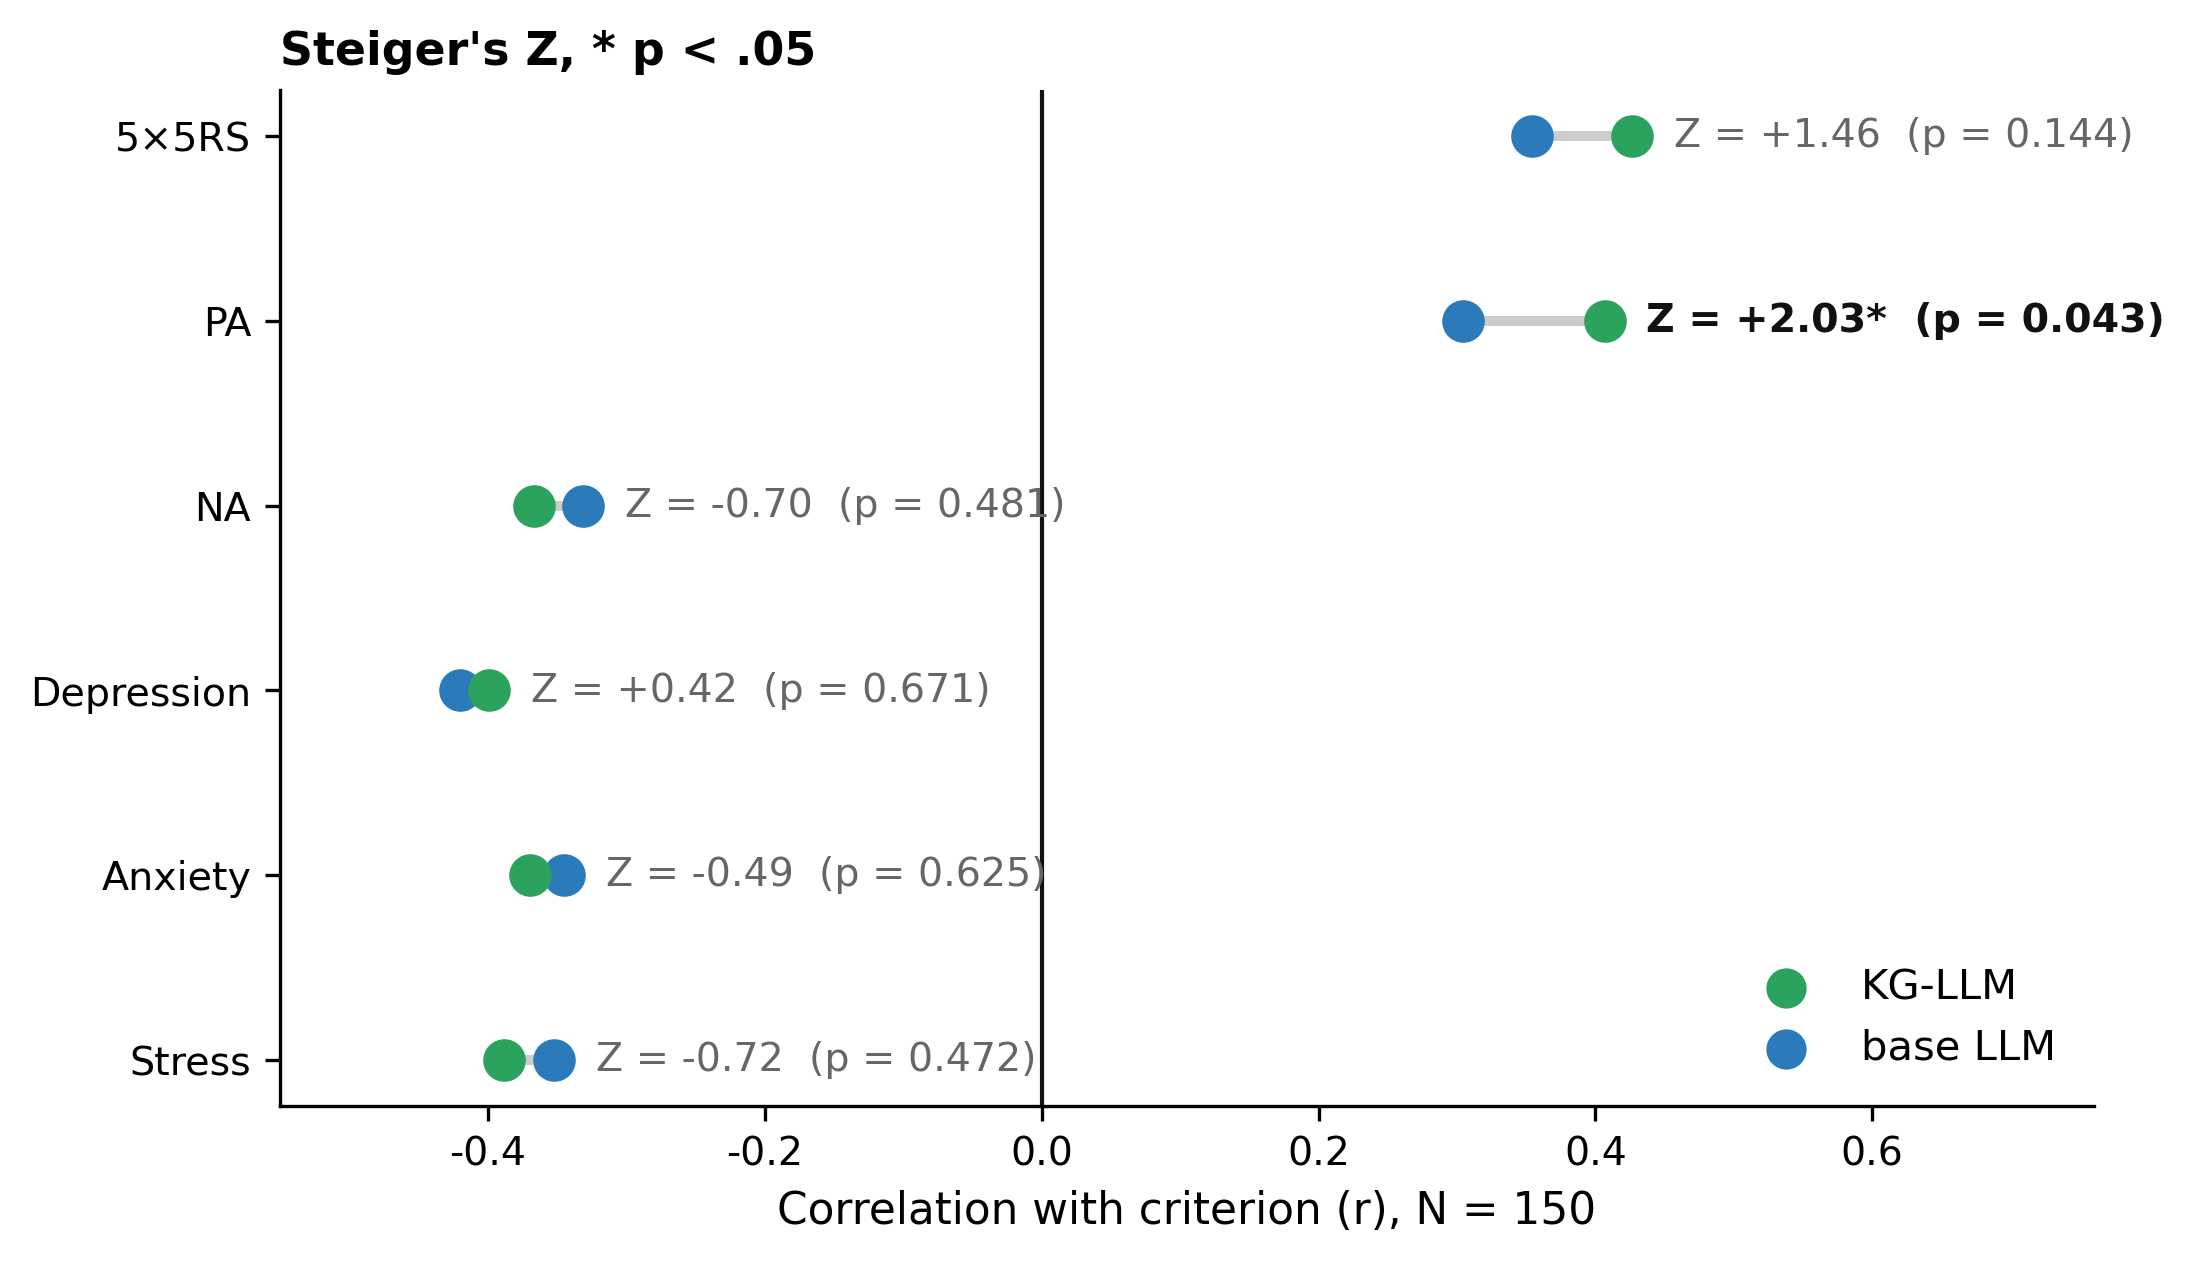 Steiger's Z, * p < .05
5×5RS
Z = +1.46 (p = 0.144)
PA
Z = +2.03* (p = 0.043)
NA
Z = -0.70 (p = 0.481)
Depression
Z = +0.42 (p = 0.671)
Anxiety
Z = -0.49 (p = 0.625)
Stress
Z = -0.72 (p = 0.472)
KG-LLM
base LLM
-0.4 -0.2 0.0 0.2 0.4 0.6
Correlation with criterion (r), N = 150